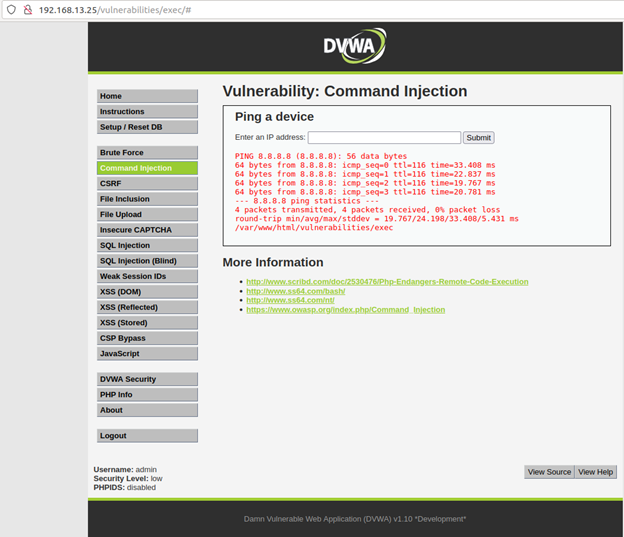 192.168.13.25/vulnerabilities/exec/#
DVWA
Home
Instructions
Setup / Reset DB
Brute Force
Command Injection
CSRF
File Inclusion
File Upload
Insecure CAPTCHA
SQL Injection
SQL Injection (Blind)
Weak Session IDs
XSS (DOM)
XSS (Reflected)
XSS (Stored)
CSP Bypass
JavaScript
DVWA Security
PHP Info
About
Logout
Vulnerability: Command Injection
Ping a device
Enter an IP address: Submit
PING 8.8.8.8 (8.8.8.8): 56 data bytes
64 bytes from 8.8.8.8: icmp_seq=0 ttl=116 time=33.408 ms
64 bytes from 8.8.8.8: icmp_seq=1 ttl=116 time=22.837 ms
64 bytes from 8.8.8.8: icmp_seq=2 ttl=116 time=19.767 ms
64 bytes from 8.8.8.8: icmp_seq=3 ttl=116 time=20.781 ms
--- 8.8.8.8 ping statistics ---
4 packets transmitted, 4 packets received, 0% packet loss
round-trip min/avg/max/stddev = 19.767/24.198/33.408/5.431 ms
/var/www/html/vulnerabilities/exec
More Information
http://www.scribd.com/doc/2530476/Php-Endangers-Remote-Code-Execution
http://www.ss64.com/bash/
http://www.ss64.com/nt/
https://www.owasp.org/index.php/Command_Injection
Username: admin
Security Level: low
PHPIDS: disabled
View Source View Help
Damn Vulnerable Web Application (DVWA) v1.10 *Development*